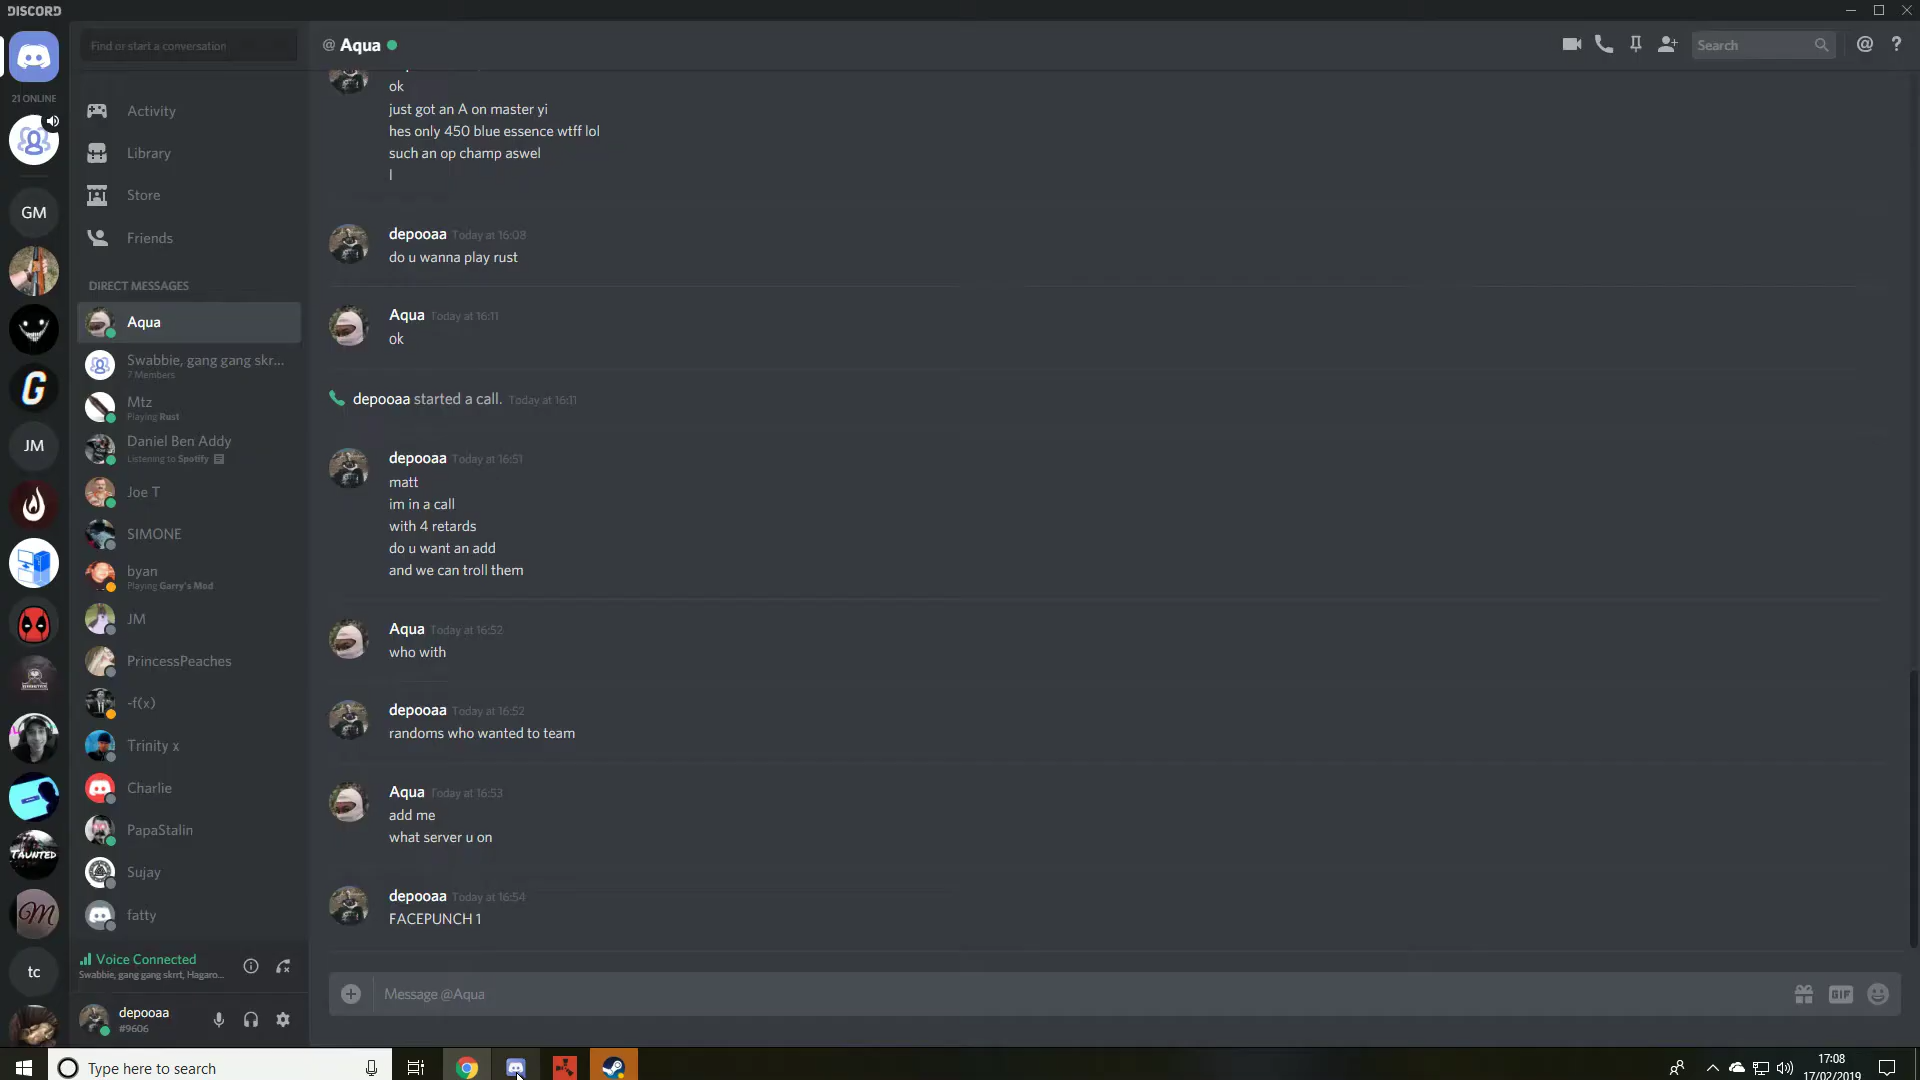 DISCORD
Find or start a conversation
@ Aqua
Search
21 ONLINE
GM
JM
TAUNTED
tc
Activity
Library
Store
Friends
DIRECT MESSAGES
Aqua
Swabbie, gang gang skr...
7 Members
Mtz
Playing Rust
Daniel Ben Addy
Listening to Spotify
Joe T
SIMONE
byan
Playing Garry's Mod
JM
PrincessPeaches
-f(x)
Trinity x
Charlie
PapaStalin
Sujay
fatty
Voice Connected
Swabbie, gang gang skrrt, Hagaro...
depooaa
#9606
ok
just got an A on master yi
hes only 450 blue essence wtff lol
such an op champ aswel
l
depooaa Today at 16:08
do u wanna play rust
Aqua Today at 16:11
ok
depooaa started a call. Today at 16:11
depooaa Today at 16:51
matt
im in a call
with 4 retards
do u want an add
and we can troll them
Aqua Today at 16:52
who with
depooaa Today at 16:52
randoms who wanted to team
Aqua Today at 16:53
add me
what server u on
depooaa Today at 16:54
FACEPUNCH 1
Message @Aqua
GIF
Type here to search
17:08
17/02/2019